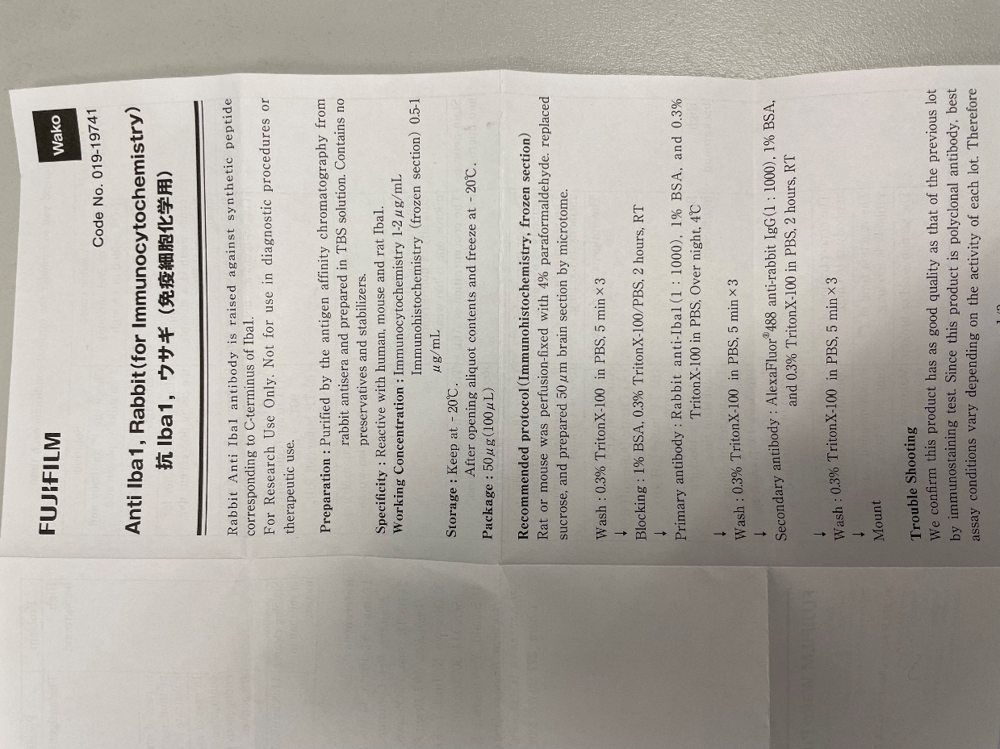 FUJIFILM
Wako
Code No. 019-19741
Anti Iba1, Rabbit(for Immunocytochemistry)
抗 Iba1, ウサギ (免疫細胞化学用)
Rabbit Anti Iba1 antibody is raised against synthetic peptide
corresponding to C-terminus of Iba1.
For Research Use Only. Not for use in diagnostic procedures or
therapeutic use.
Preparation : Purified by the antigen affinity chromatography from
rabbit antisera and prepared in TBS solution. Contains no
preservatives and stabilizers.
Specificity : Reactive with human, mouse and rat Iba1.
Working Concentration : Immunocytochemistry 1-2 μg/mL
Immunohistochemistry (frozen section) 0.5-1
μg/mL
Storage : Keep at -20℃.
After opening aliquot contents and freeze at -20℃.
Package : 50μg(100μL)
Recommended protocol(Immunohistochemistry, frozen section)
Rat or mouse was perfusion-fixed with 4% paraformaldehyde. replaced
sucrose, and prepared 50 μm brain section by microtome.
Wash : 0.3% TritonX-100 in PBS, 5 min×3
↓
Blocking : 1% BSA, 0.3% TritonX-100/PBS, 2 hours, RT
↓
Primary antibody : Rabbit anti-Iba1(1 : 1000), 1% BSA, and 0.3%
TritonX-100 in PBS, Over night, 4℃
↓
Wash : 0.3% TritonX-100 in PBS, 5 min×3
↓
Secondary antibody : AlexaFluor®488 anti-rabbit IgG(1 : 1000), 1% BSA,
and 0.3% TritonX-100 in PBS, 2 hours, RT
↓
Wash : 0.3% TritonX-100 in PBS, 5 min×3
↓
Mount
Trouble Shooting
We confirm this product has as good quality as that of the previous lot
by immunostaining test. Since this product is polyclonal antibody, best
assay conditions vary depending on the activity of each lot. Therefore